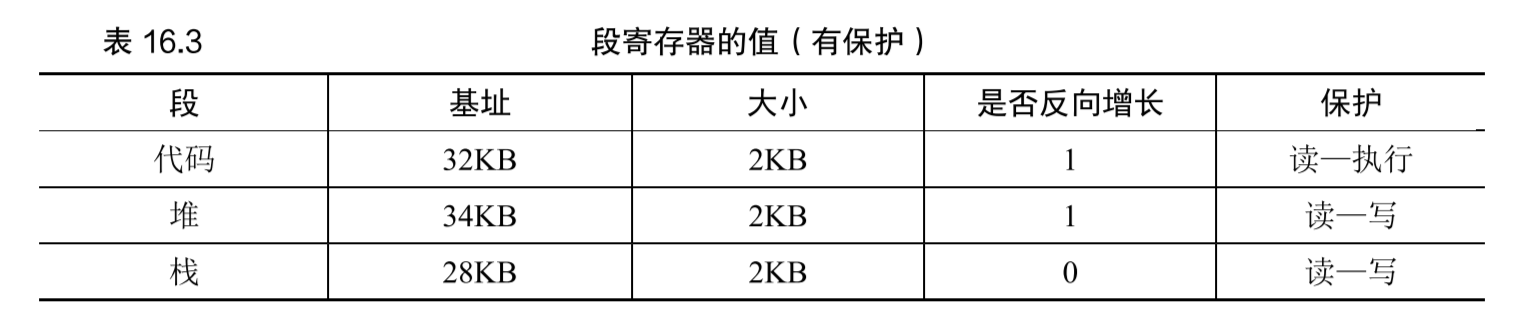 表 16.3 段寄存器的值（有保护）
段 基址 大小 是否反向增长 保护
代码 32KB 2KB 1 读—执行
堆 34KB 2KB 1 读—写
栈 28KB 2KB 0 读—写